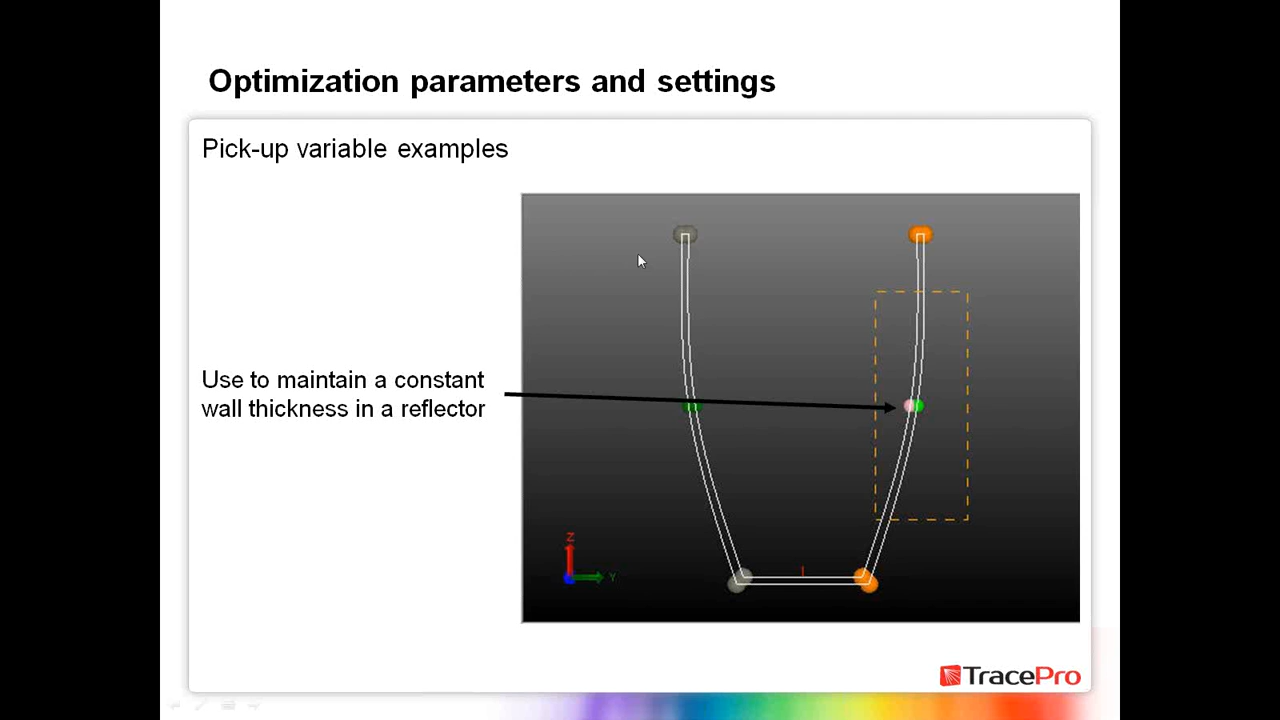 Optimization parameters and settings
Pick-up variable examples
Use to maintain a constant
wall thickness in a reflector
Z
Y
TracePro